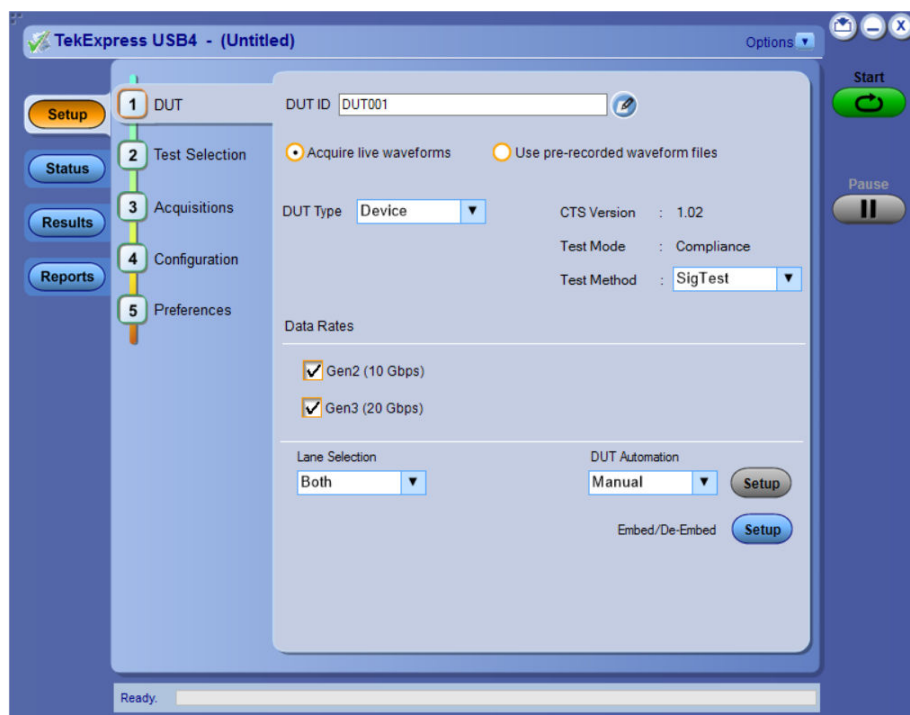 TekExpress USB4 - (Untitled)
Options
X
Start
Pause
Setup
Status
Results
Reports
1 DUT
2 Test Selection
3 Acquisitions
4 Configuration
5 Preferences
DUT ID DUT001
Acquire live waveforms Use pre-recorded waveform files
DUT Type Device CTS Version : 1.02
Test Mode : Compliance
Test Method : SigTest
Data Rates
Gen2 (10 Gbps)
Gen3 (20 Gbps)
Lane Selection DUT Automation
Both Manual Setup
Embed/De-Embed Setup
Ready.